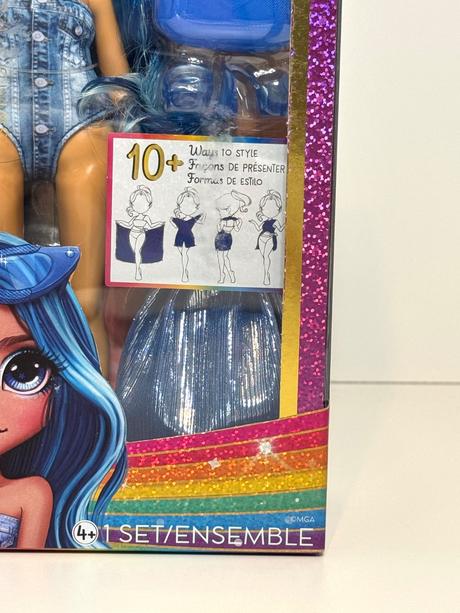 10+ Ways TO STYLE
Façons DE PRÉSENTER
Formas DE ESTILO
©MGA
4+ 1 SET/ENSEMBLE